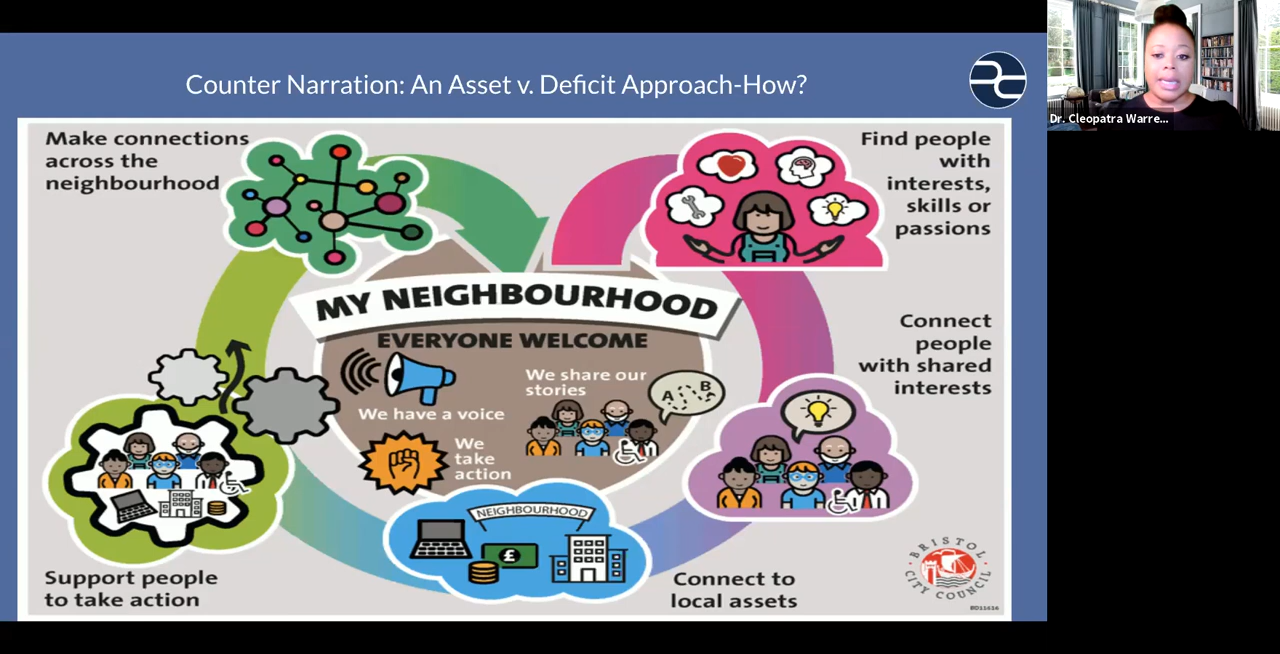 Counter Narration: An Asset v. Deficit Approach-How?
Dr. Cleopatra Warre...
Make connections
across the
neighbourhood
Find people
with
interests,
skills or
passions
MY NEIGHBOURHOOD
EVERYONE WELCOME
We have a voice
We share our
stories
A
B
We
take
action
Connect
people
with shared
interests
NEIGHBOURHOOD
£
Support people
to take action
Connect to
local assets
BRISTOL
CITY COUNCIL
BD11636